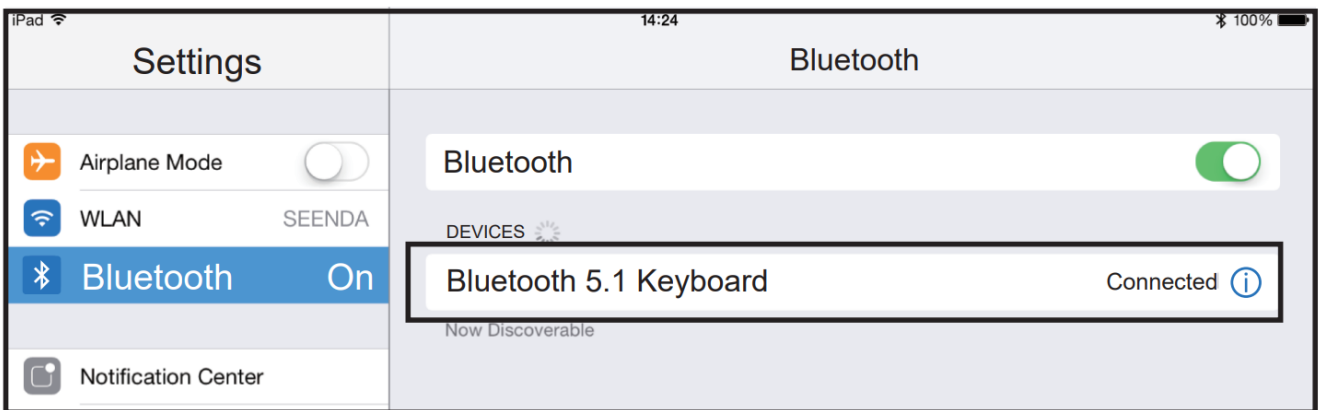 iPad 14:24 100%
Settings
Bluetooth
Airplane Mode
WLAN SEENDA
Bluetooth On
Notification Center
Bluetooth
DEVICES
Bluetooth 5.1 Keyboard Connected
Now Discoverable